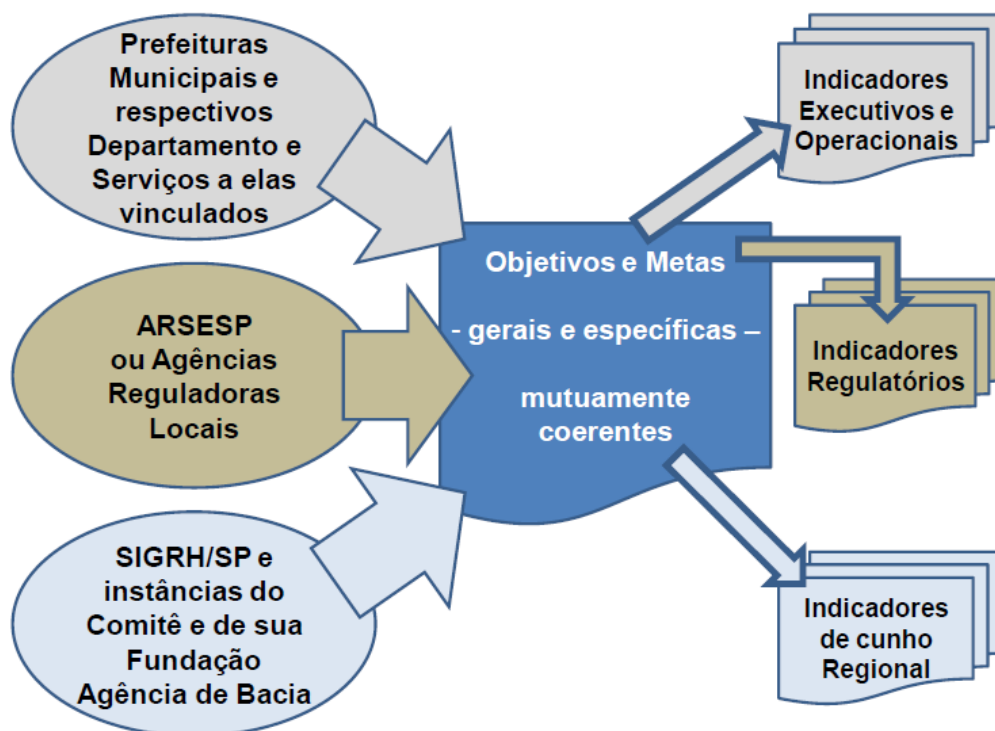 Prefeituras
Municipais e
respectivos
Departamento e
Serviços a elas
vinculados
ARSESP
ou Agências
Reguladoras
Locais
SIGRH/SP e
instâncias do
Comitê e de sua
Fundação
Agência de Bacia
Objetivos e Metas
- gerais e específicas –
mutuamente
coerentes
Indicadores
Executivos e
Operacionais
Indicadores
Regulatórios
Indicadores
de cunho
Regional